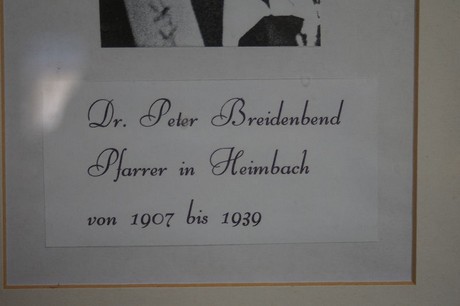 Dr. Peter Breidenbend
Pfarrer in Heimbach
von 1907 bis 1939